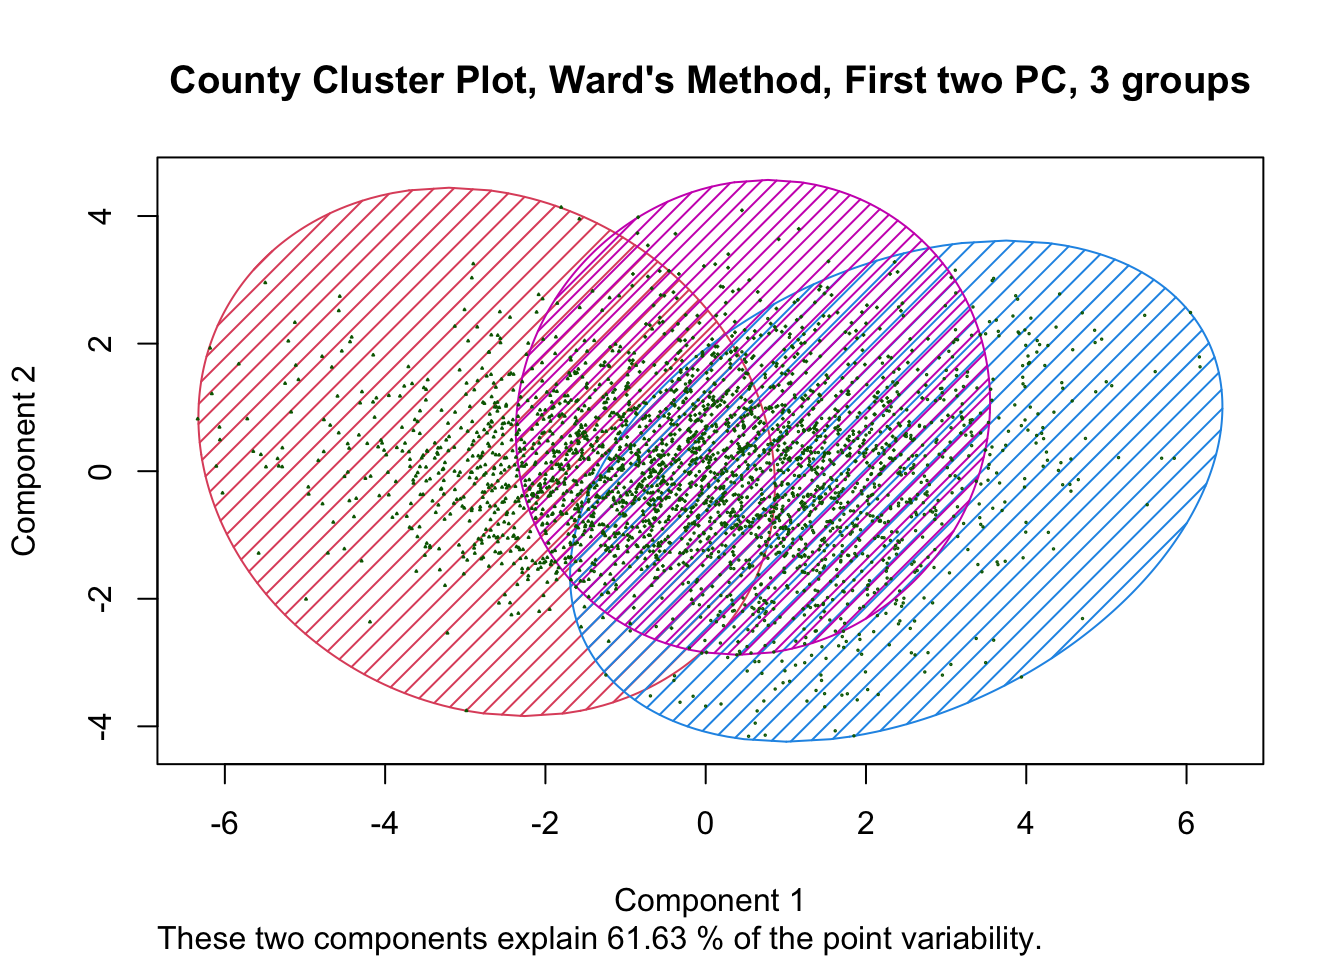 County Cluster Plot, Ward's Method, First two PC, 3 groups
Component 2
4
2
0
-2
-4
-6 -4 -2 0 2 4 6
Component 1
These two components explain 61.63 % of the point variability.